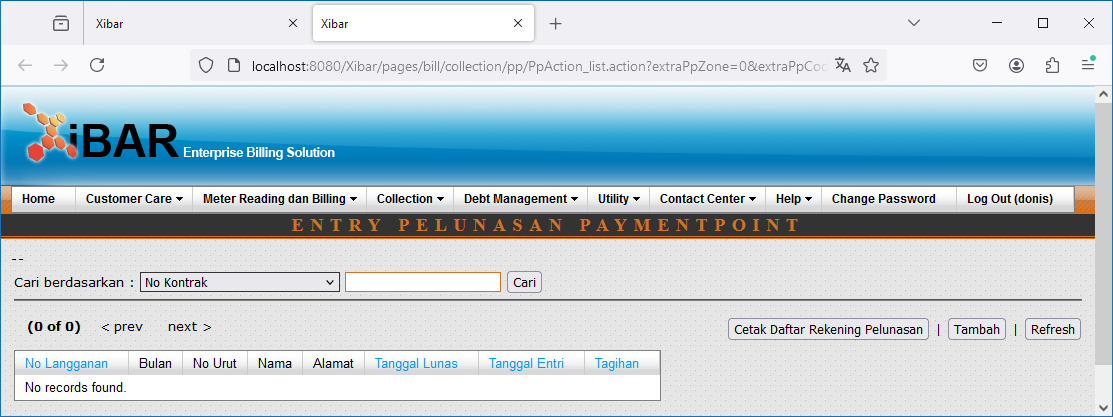 Xibar
Xibar
localhost:8080/Xibar/pages/bill/collection/pp/PpAction_list.action?extraPpZone=0&extraPpCod
iBAR Enterprise Billing Solution
Home Customer Care Meter Reading dan Billing Collection Debt Management Utility Contact Center Help Change Password Log Out (donis)
ENTRY PELUNASAN PAYMENTPOINT
--
Cari berdasarkan : No Kontrak Cari
(0 of 0) < prev next > Cetak Daftar Rekening Pelunasan | Tambah | Refresh
No Langganan Bulan No Urut Nama Alamat Tanggal Lunas Tanggal Entri Tagihan
No records found.